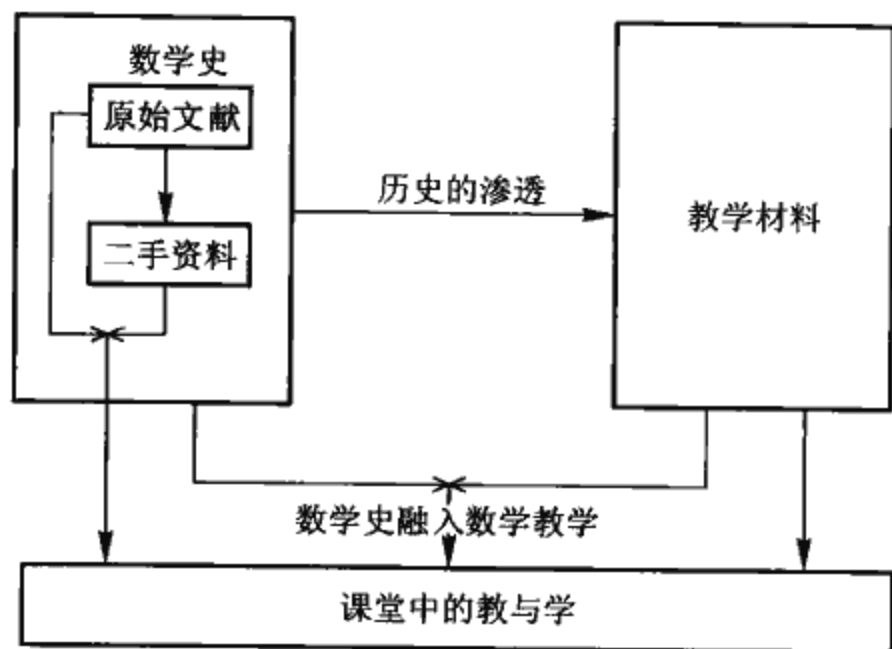 数学史
原始文献
二手资料
历史的渗透
教学材料
数学史融入数学教学
课堂中的教与学